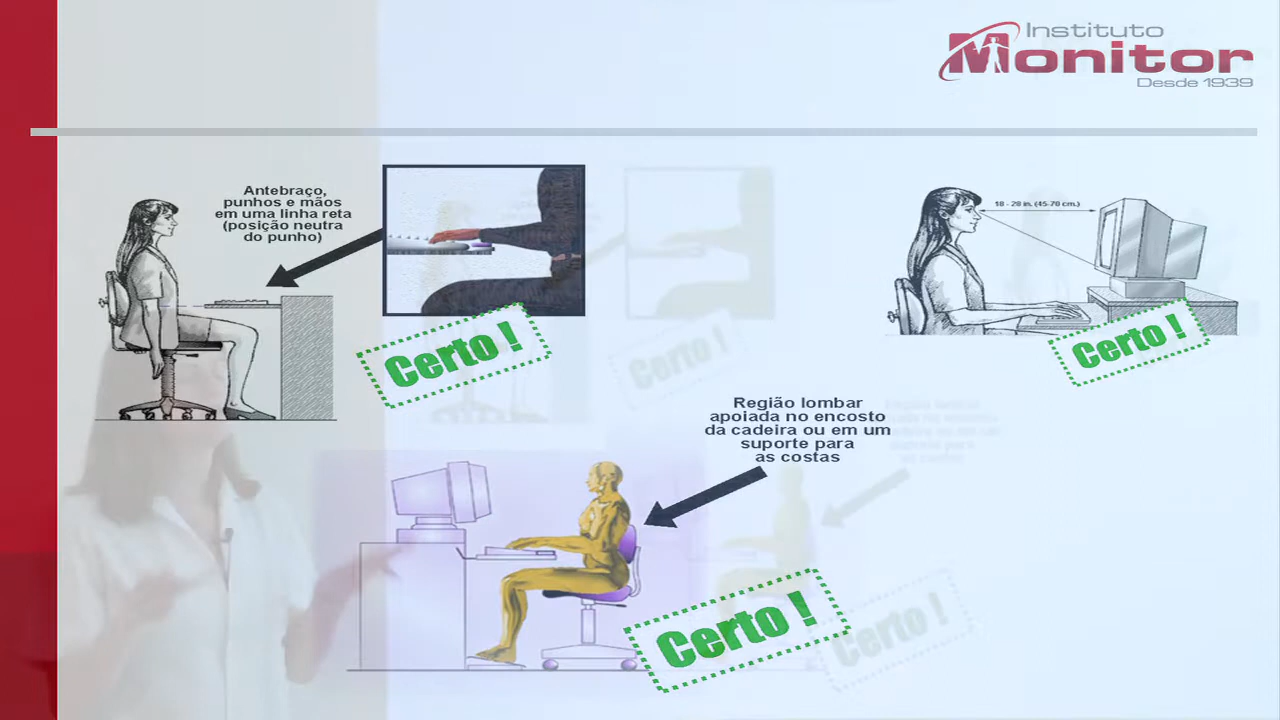 Instituto
Monitor
Desde 1939
Antebraço,
punhos e mãos
em uma linha reta
(posição neutra
do punho)
18 - 28 in. (45-70 cm.)
Certo !
Certo !
Certo !
Região lombar
apoiada no encosto
da cadeira ou em um
suporte para
as costas
Certo !
Certo !